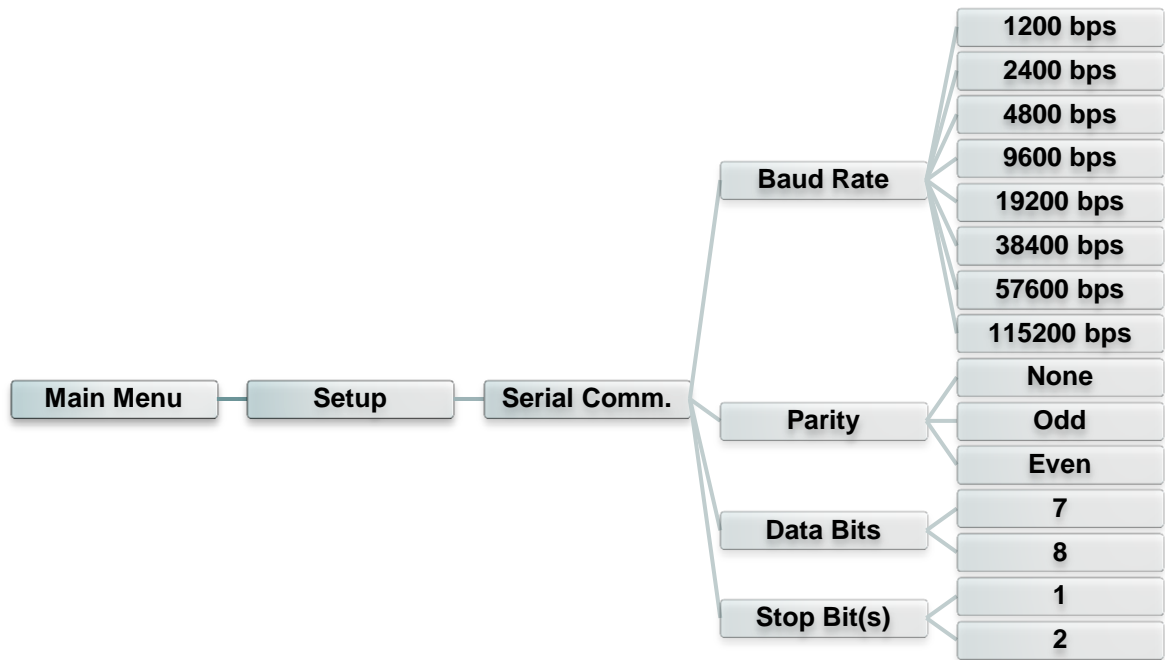 Main Menu
Setup
Serial Comm.
Baud Rate
1200 bps
2400 bps
4800 bps
9600 bps
19200 bps
38400 bps
57600 bps
115200 bps
Parity
None
Odd
Even
Data Bits
7
8
Stop Bit(s)
1
2